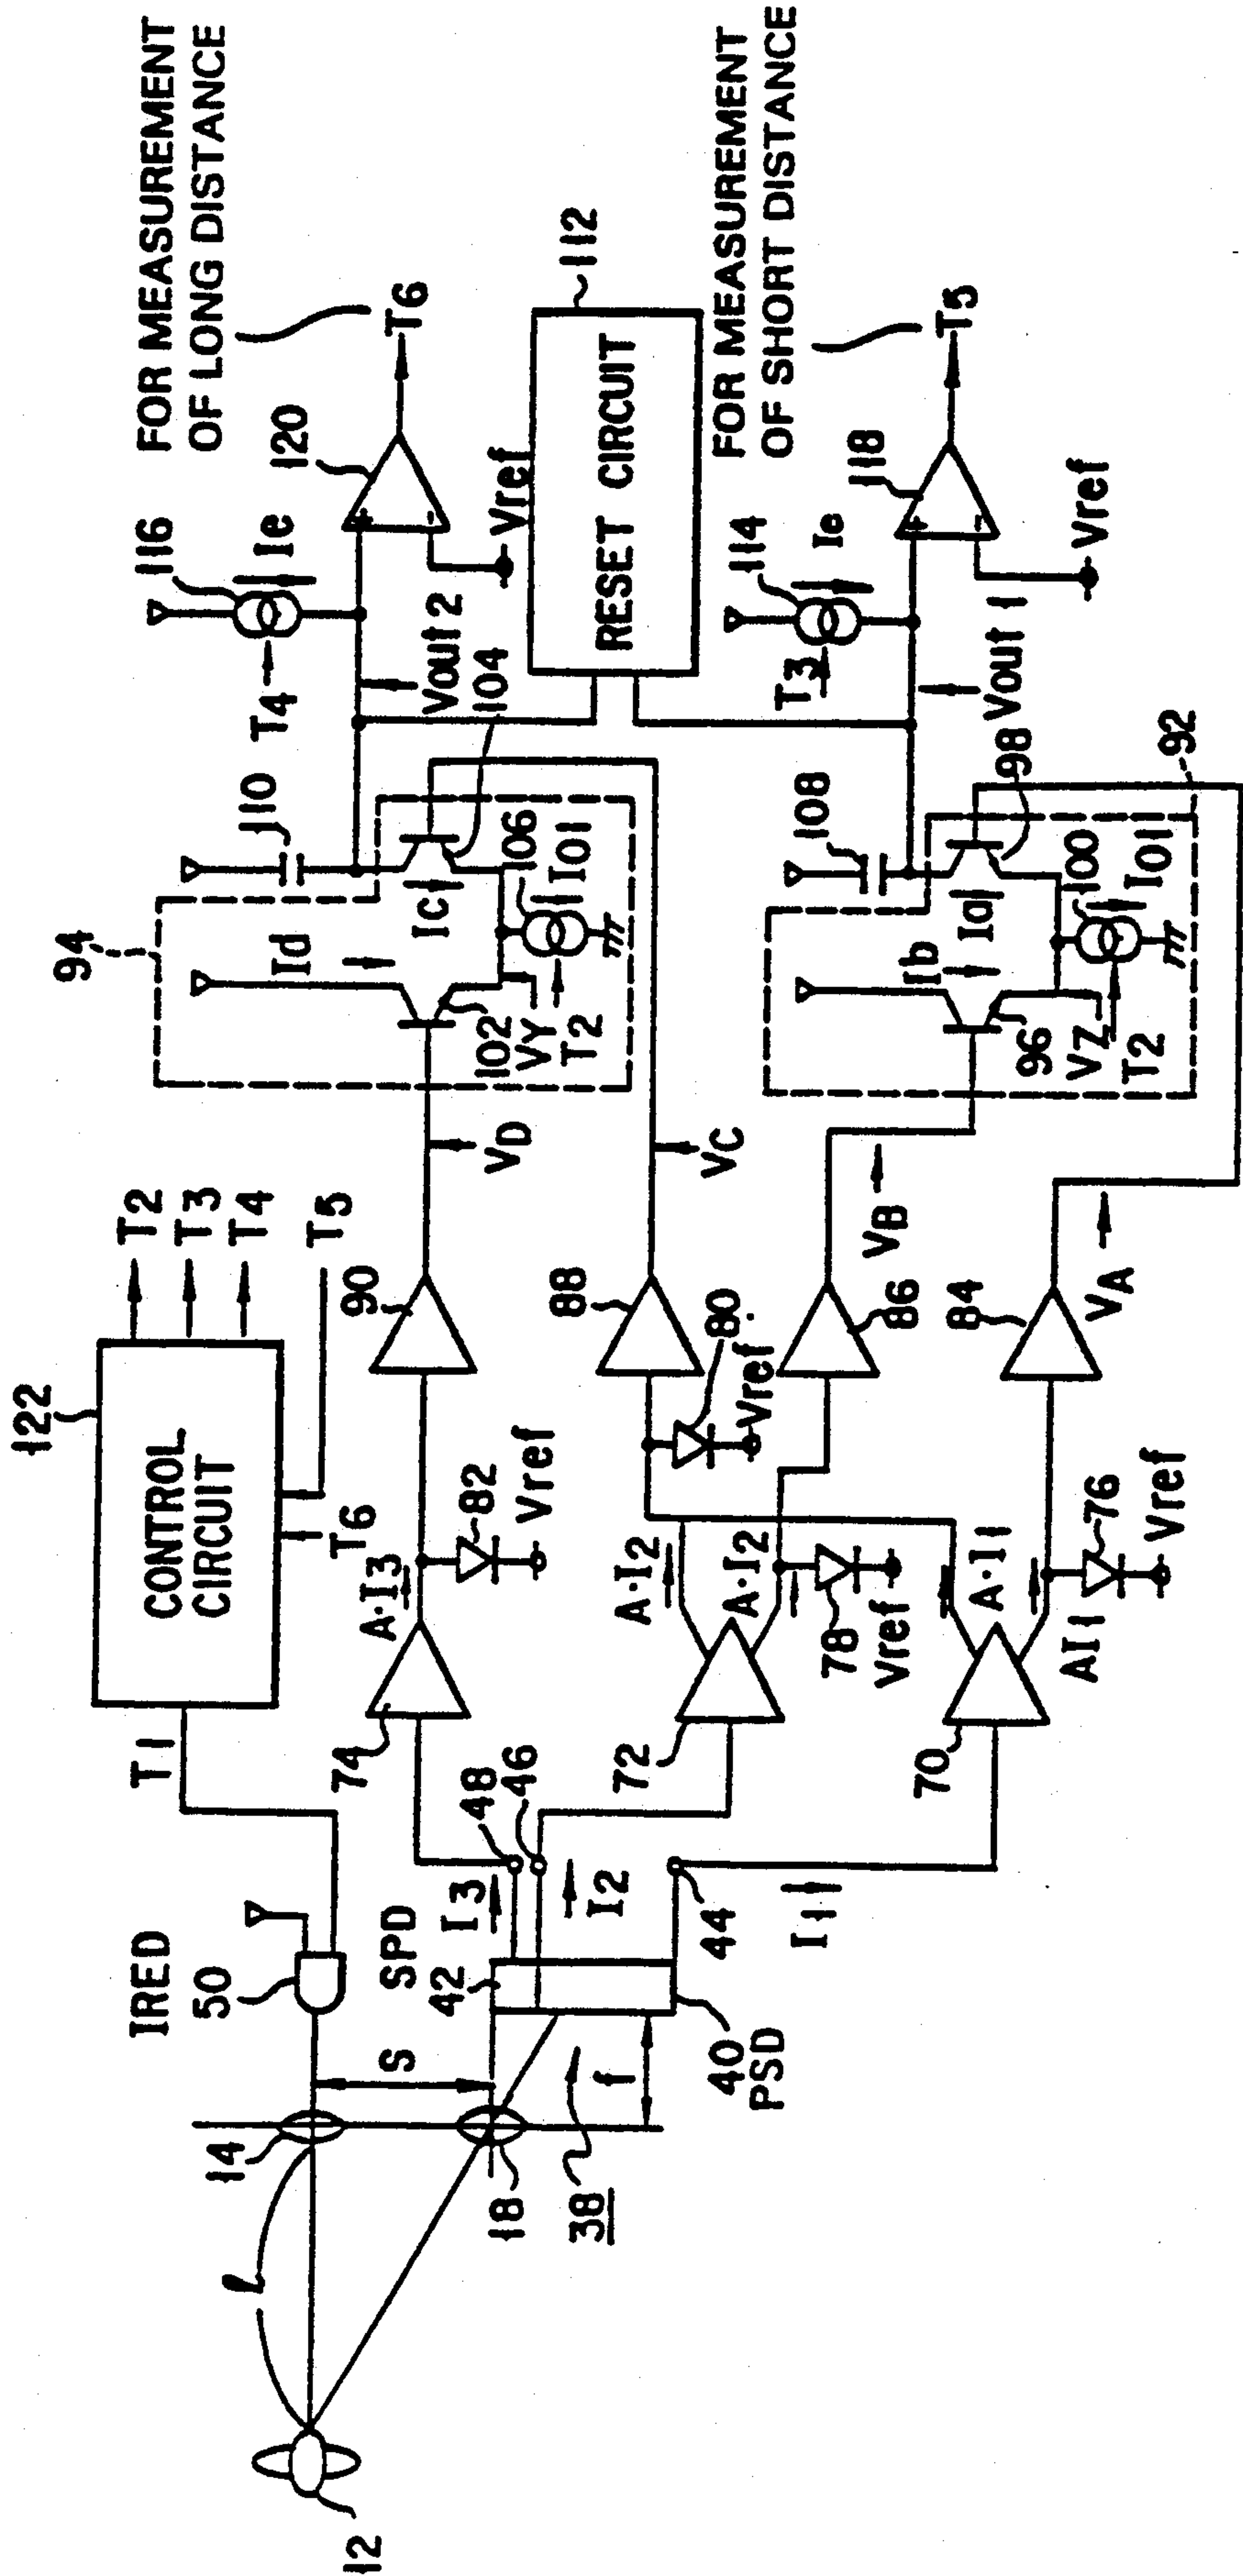 FOR MEASUREMENT
OF LONG DISTANCE
T6
120
116
Ie
T4
Vref
Vout 2
104
110
94
Id
Ic
106
I01
102
VY
T2
VD
VC
112
RESET CIRCUIT
FOR MEASUREMENT
OF SHORT DISTANCE
T5
118
114
Ie
T3
Vref
Vout 1
98
92
108
Ib
Ia
100
I01
96
VZ
T2
VB
VA
122
CONTROL
CIRCUIT
T1
T2
T3
T4
T5
T6
90
88
86
84
80
Vref
82
Vref
A·I3
74
A·I2
A·I2
72
78
Vref
A·I1
AI1
76
Vref
70
IRED
50
SPD
42
48
46
44
I3
I2
I1
40
PSD
S
f
14
18
38
l
12